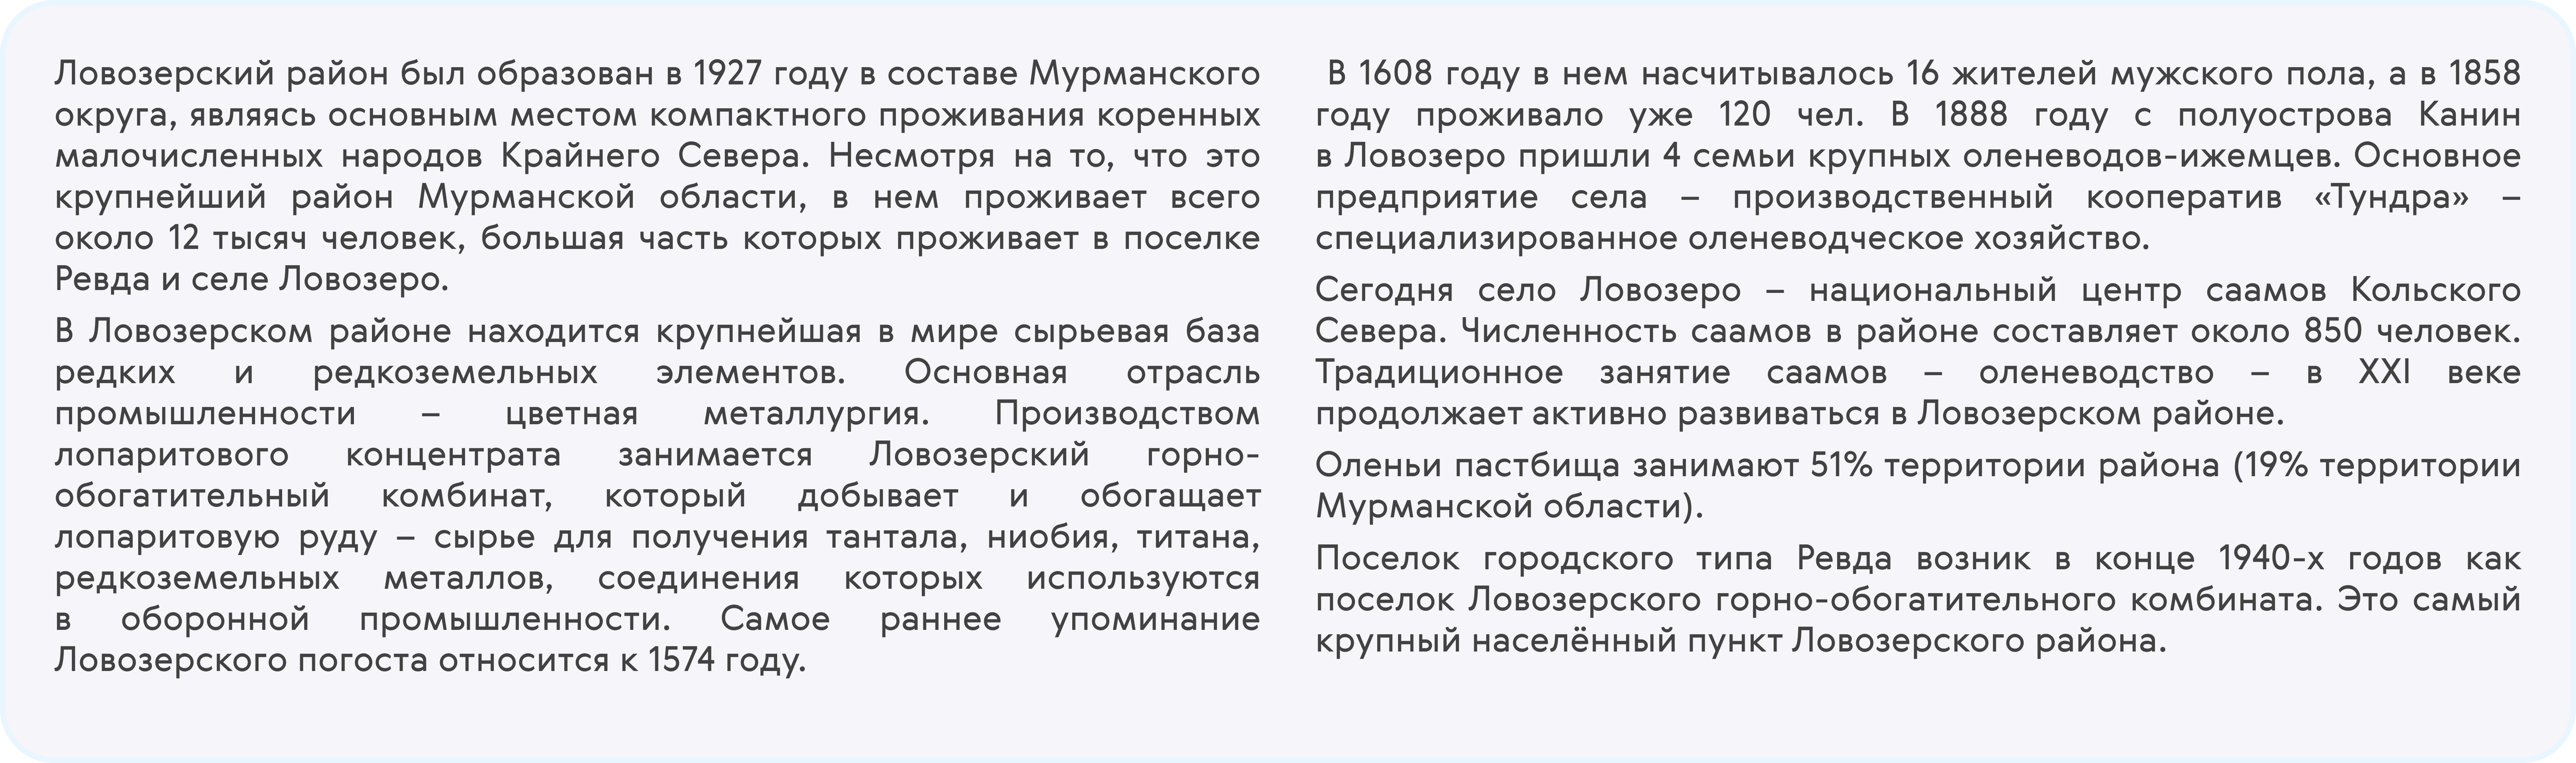 Ловозерский район был образован в 1927 году в составе Мурманского
округа, являясь основным местом компактного проживания коренных
малочисленных народов Крайнего Севера. Несмотря на то, что это
крупнейший район Мурманской области, в нем проживает всего
около 12 тысяч человек, большая часть которых проживает в поселке
Ревда и селе Ловозеро.
В Ловозерском районе находится крупнейшая в мире сырьевая база
редких и редкоземельных элементов. Основная отрасль
промышленности – цветная металлургия. Производством
лопаритового концентрата занимается Ловозерский горно-
обогатительный комбинат, который добывает и обогащает
лопаритовую руду – сырье для получения тантала, ниобия, титана,
редкоземельных металлов, соединения которых используются
в оборонной промышленности. Самое раннее упоминание
Ловозерского погоста относится к 1574 году.
В 1608 году в нем насчитывалось 16 жителей мужского пола, а в 1858
году проживало уже 120 чел. В 1888 году с полуострова Канин
в Ловозеро пришли 4 семьи крупных оленеводов-ижемцев. Основное
предприятие села – производственный кооператив «Тундра» –
специализированное оленеводческое хозяйство.
Сегодня село Ловозеро – национальный центр саамов Кольского
Севера. Численность саамов в районе составляет около 850 человек.
Традиционное занятие саамов – оленеводство – в XXI веке
продолжает активно развиваться в Ловозерском районе.
Оленьи пастбища занимают 51% территории района (19% территории
Мурманской области).
Поселок городского типа Ревда возник в конце 1940-х годов как
поселок Ловозерского горно-обогатительного комбината. Это самый
крупный населённый пункт Ловозерского района.